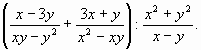 ( (x − 3y)/(xy − y²) + (3x + y)/(x² − xy) ) : (x² + y²)/(x − y).